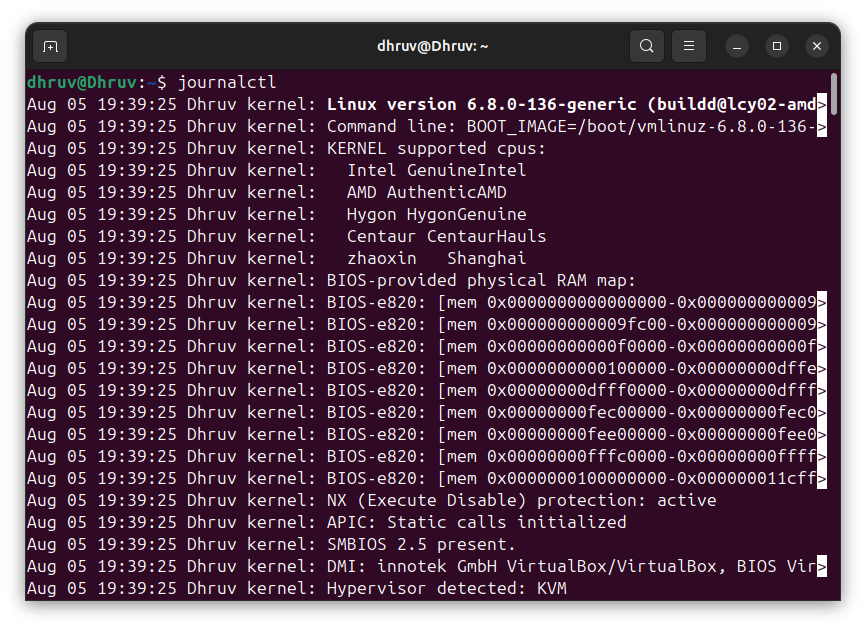 dhruv@Dhruv: ~
dhruv@Dhruv:~$ journalctl
Aug 05 19:39:25 Dhruv kernel: Linux version 6.8.0-136-generic (buildd@lcy02-amd>
Aug 05 19:39:25 Dhruv kernel: Command line: BOOT_IMAGE=/boot/vmlinuz-6.8.0-136->
Aug 05 19:39:25 Dhruv kernel: KERNEL supported cpus:
Aug 05 19:39:25 Dhruv kernel:   Intel GenuineIntel
Aug 05 19:39:25 Dhruv kernel:   AMD AuthenticAMD
Aug 05 19:39:25 Dhruv kernel:   Hygon HygonGenuine
Aug 05 19:39:25 Dhruv kernel:   Centaur CentaurHauls
Aug 05 19:39:25 Dhruv kernel:   zhaoxin   Shanghai
Aug 05 19:39:25 Dhruv kernel: BIOS-provided physical RAM map:
Aug 05 19:39:25 Dhruv kernel: BIOS-e820: [mem 0x0000000000000000-0x000000000009>
Aug 05 19:39:25 Dhruv kernel: BIOS-e820: [mem 0x000000000009fc00-0x000000000009>
Aug 05 19:39:25 Dhruv kernel: BIOS-e820: [mem 0x00000000000f0000-0x00000000000f>
Aug 05 19:39:25 Dhruv kernel: BIOS-e820: [mem 0x0000000000100000-0x00000000dffe>
Aug 05 19:39:25 Dhruv kernel: BIOS-e820: [mem 0x00000000dfff0000-0x00000000dfff>
Aug 05 19:39:25 Dhruv kernel: BIOS-e820: [mem 0x00000000fec00000-0x00000000fec0>
Aug 05 19:39:25 Dhruv kernel: BIOS-e820: [mem 0x00000000fee00000-0x00000000fee0>
Aug 05 19:39:25 Dhruv kernel: BIOS-e820: [mem 0x00000000fffc0000-0x00000000ffff>
Aug 05 19:39:25 Dhruv kernel: BIOS-e820: [mem 0x0000000100000000-0x000000011cff>
Aug 05 19:39:25 Dhruv kernel: NX (Execute Disable) protection: active
Aug 05 19:39:25 Dhruv kernel: APIC: Static calls initialized
Aug 05 19:39:25 Dhruv kernel: SMBIOS 2.5 present.
Aug 05 19:39:25 Dhruv kernel: DMI: innotek GmbH VirtualBox/VirtualBox, BIOS Vir>
Aug 05 19:39:25 Dhruv kernel: Hypervisor detected: KVM